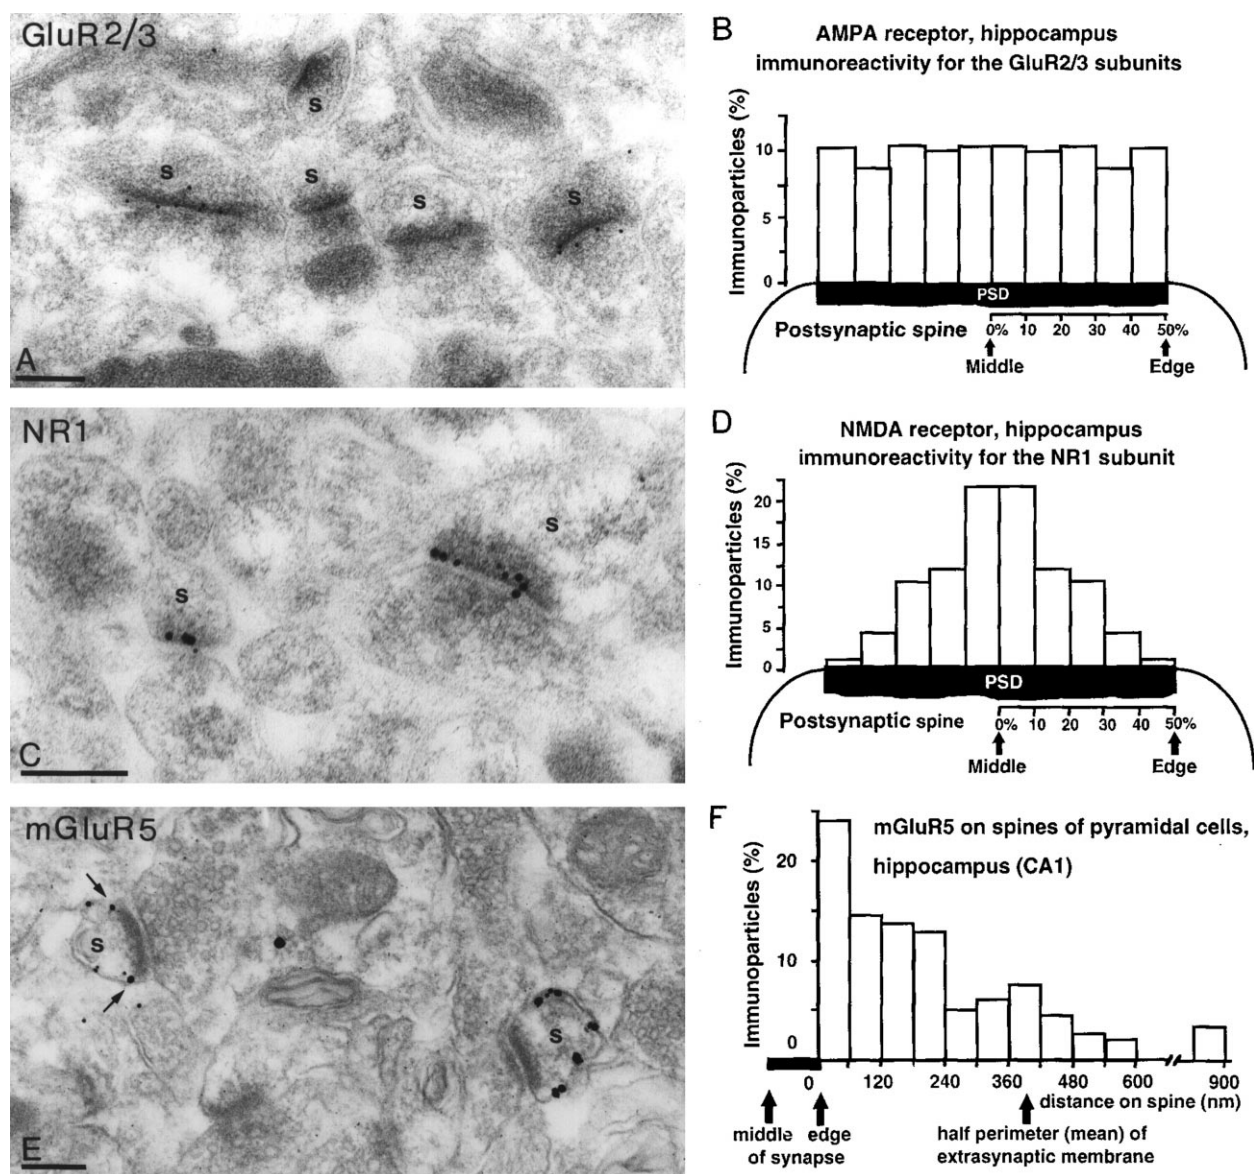 GluR2/3
S
S
S
S
S
A
B
AMPA receptor, hippocampus
immunoreactivity for the GluR2/3 subunits
Immunoparticles (%)
10
5
0
PSD
Postsynaptic spine
0% 10 20 30 40 50%
Middle
Edge
NR1
S
S
C
D
NMDA receptor, hippocampus
immunoreactivity for the NR1 subunit
Immunoparticles (%)
20
15
10
5
0
PSD
Postsynaptic spine
0% 10 20 30 40 50%
Middle
Edge
mGluR5
S
S
E
F
mGluR5 on spines of pyramidal cells,
hippocampus (CA1)
Immunoparticles (%)
20
10
0
0 120 240 360 480 600 900
distance on spine (nm)
middle
of synapse
edge
half perimeter (mean) of
extrasynaptic membrane